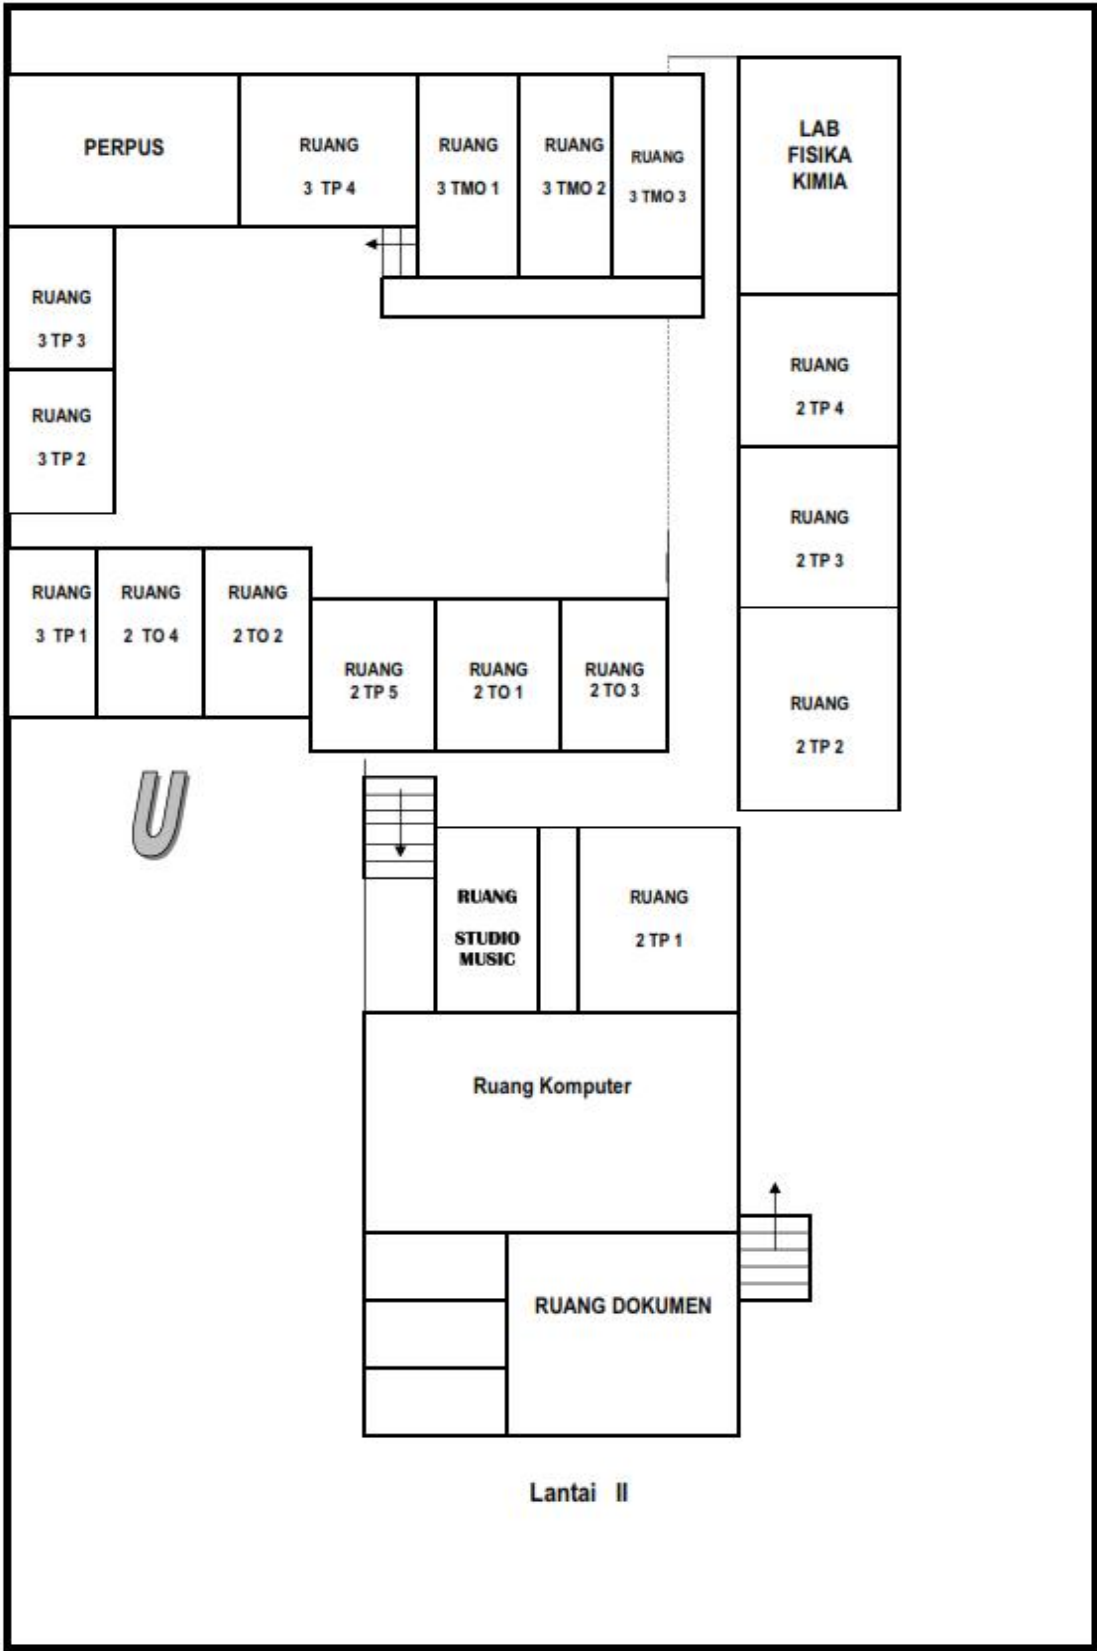 PERPUS
RUANG
3 TP 4
RUANG
3 TMO 1
RUANG
3 TMO 2
RUANG
3 TMO 3
LAB
FISIKA
KIMIA
RUANG
3 TP 3
RUANG
3 TP 2
RUANG
2 TP 4
RUANG
2 TP 3
RUANG
3 TP 1
RUANG
2 TO 4
RUANG
2 TO 2
RUANG
2 TP 5
RUANG
2 TO 1
RUANG
2 TO 3
RUANG
2 TP 2
U
RUANG
STUDIO
MUSIC
RUANG
2 TP 1
Ruang Komputer
RUANG DOKUMEN
Lantai II